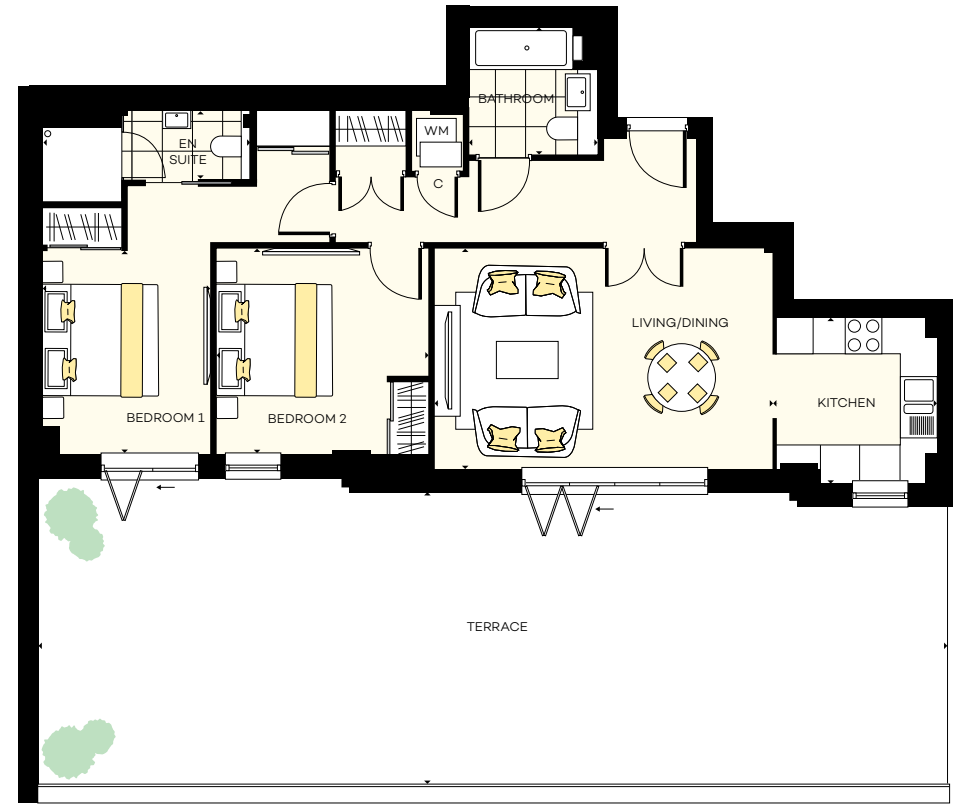 BATHROOM
WM
EN
SUITE
C
LIVING/DINING
KITCHEN
BEDROOM 1
BEDROOM 2
TERRACE